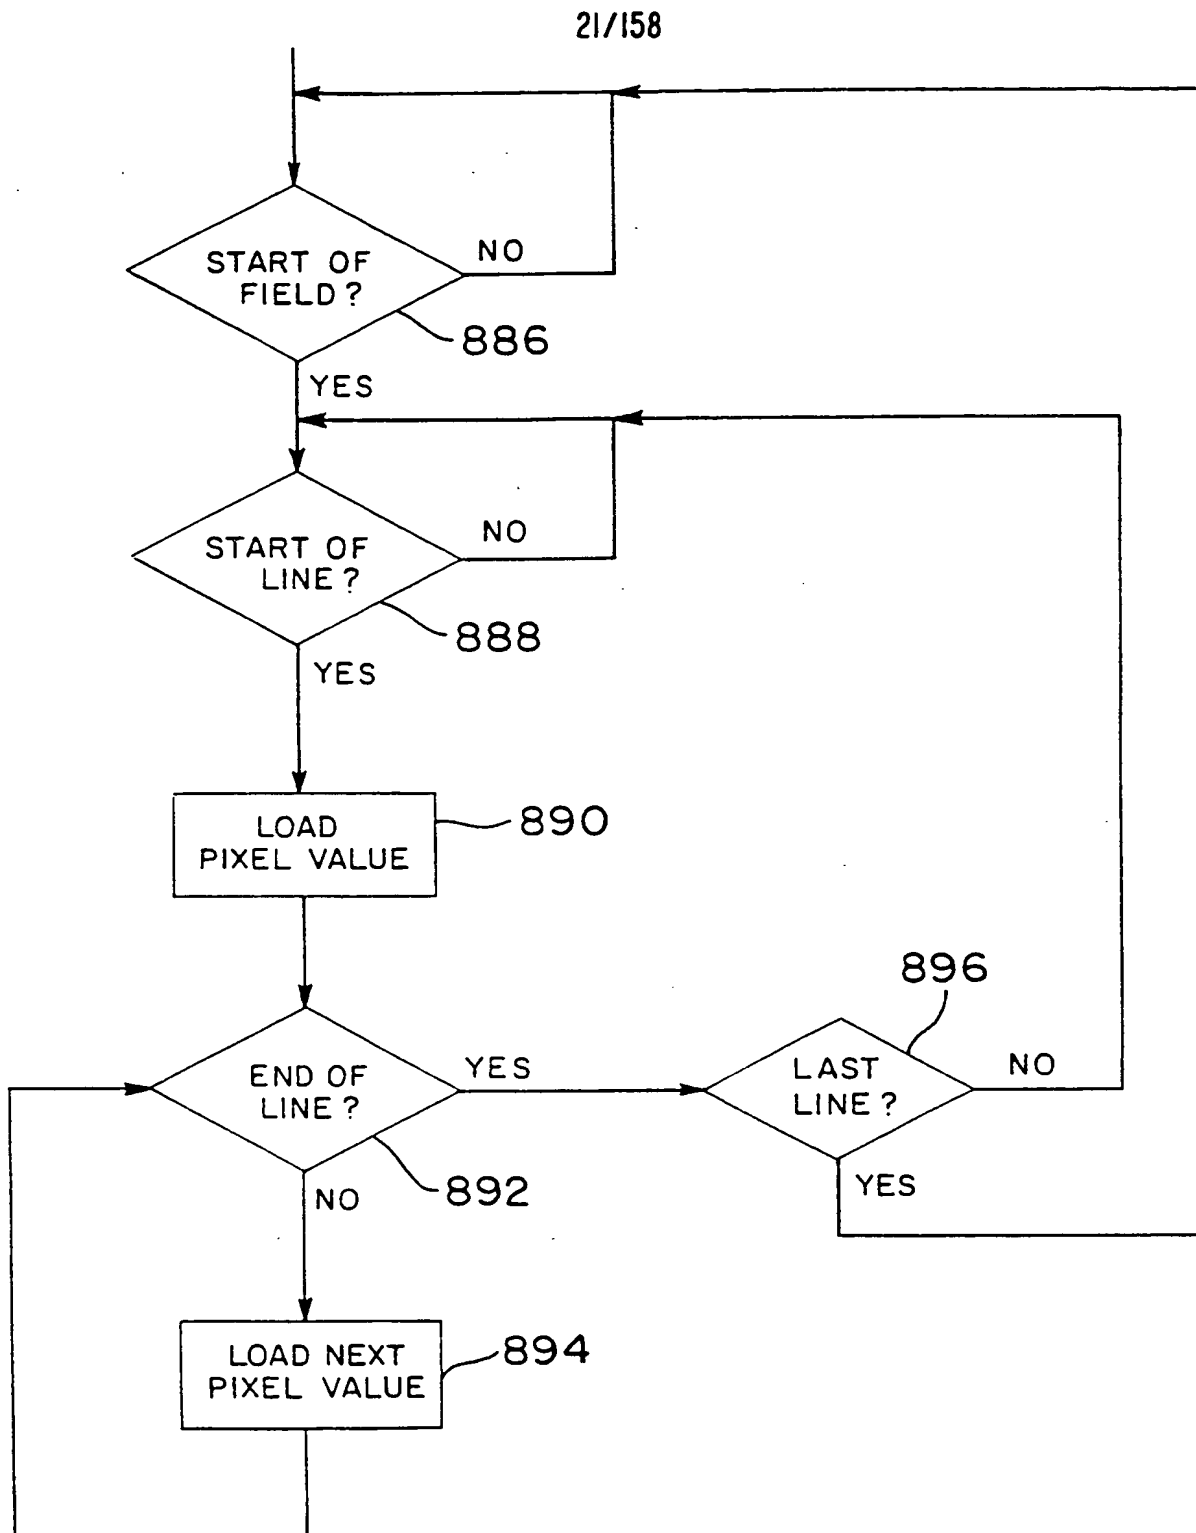 21/158
START OF
FIELD?
NO
886
YES
START OF
LINE?
NO
888
YES
LOAD
PIXEL VALUE
890
END OF
LINE?
YES
892
NO
LAST
LINE?
896
NO
YES
LOAD NEXT
PIXEL VALUE
894